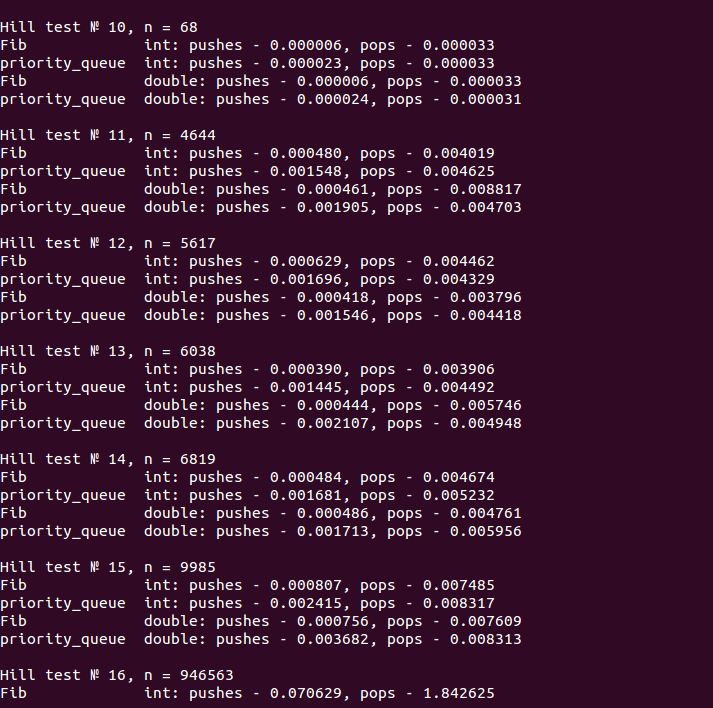 Hill test № 10, n = 68
Fib             int: pushes - 0.000006, pops - 0.000033
priority_queue  int: pushes - 0.000023, pops - 0.000033
Fib             double: pushes - 0.000006, pops - 0.000033
priority_queue  double: pushes - 0.000024, pops - 0.000031
Hill test № 11, n = 4644
Fib             int: pushes - 0.000480, pops - 0.004019
priority_queue  int: pushes - 0.001548, pops - 0.004625
Fib             double: pushes - 0.000461, pops - 0.008817
priority_queue  double: pushes - 0.001905, pops - 0.004703
Hill test № 12, n = 5617
Fib             int: pushes - 0.000629, pops - 0.004462
priority_queue  int: pushes - 0.001696, pops - 0.004329
Fib             double: pushes - 0.000418, pops - 0.003796
priority_queue  double: pushes - 0.001546, pops - 0.004418
Hill test № 13, n = 6038
Fib             int: pushes - 0.000390, pops - 0.003906
priority_queue  int: pushes - 0.001445, pops - 0.004492
Fib             double: pushes - 0.000444, pops - 0.005746
priority_queue  double: pushes - 0.002107, pops - 0.004948
Hill test № 14, n = 6819
Fib             int: pushes - 0.000484, pops - 0.004674
priority_queue  int: pushes - 0.001681, pops - 0.005232
Fib             double: pushes - 0.000486, pops - 0.004761
priority_queue  double: pushes - 0.001713, pops - 0.005956
Hill test № 15, n = 9985
Fib             int: pushes - 0.000807, pops - 0.007485
priority_queue  int: pushes - 0.002415, pops - 0.008317
Fib             double: pushes - 0.000756, pops - 0.007609
priority_queue  double: pushes - 0.003682, pops - 0.008313
Hill test № 16, n = 946563
Fib             int: pushes - 0.070629, pops - 1.842625